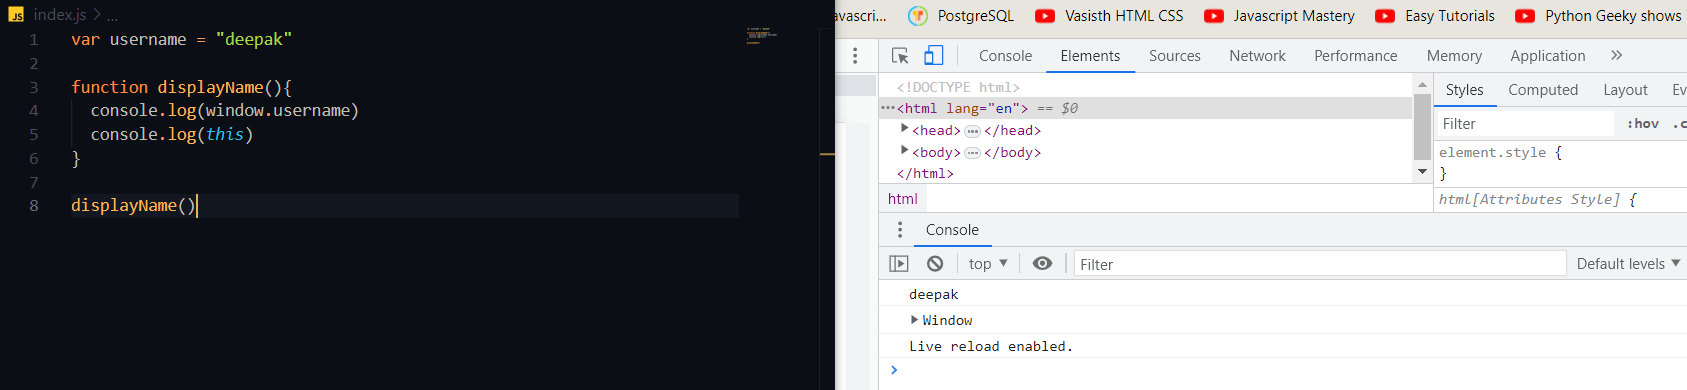 JS index.js > ...
1 var username = "deepak"
2
3 function displayName(){
4 console.log(window.username)
5 console.log(this)
6 }
7
8 displayName()
avascri... PostgreSQL Vasisth HTML CSS Javascript Mastery Easy Tutorials Python Geeky shows
Console Elements Sources Network Performance Memory Application »
<!DOCTYPE html>
…<html lang="en"> == $0
<head>…</head>
<body>…</body>
</html>
html
Styles Computed Layout Ev
Filter :hov .c
element.style {
}
html[Attributes Style] {
Console
top Filter Default levels
deepak
Window
Live reload enabled.
>